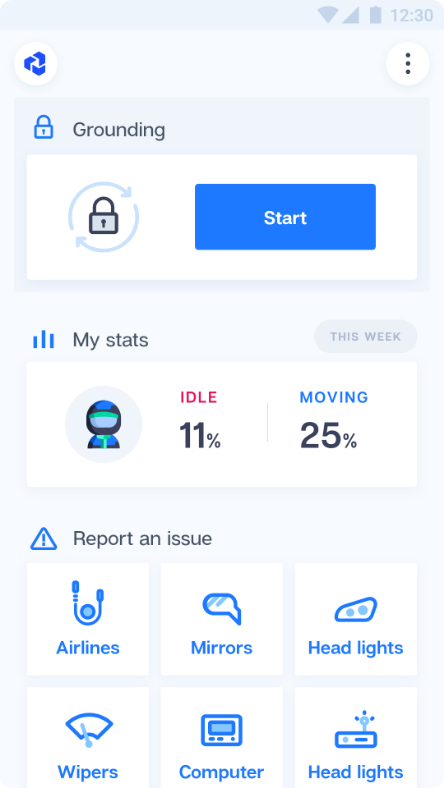 12:30
Grounding
Start
My stats
THIS WEEK
IDLE
MOVING
11%
25%
Report an issue
Airlines
Mirrors
Head lights
Wipers
Computer
Head lights